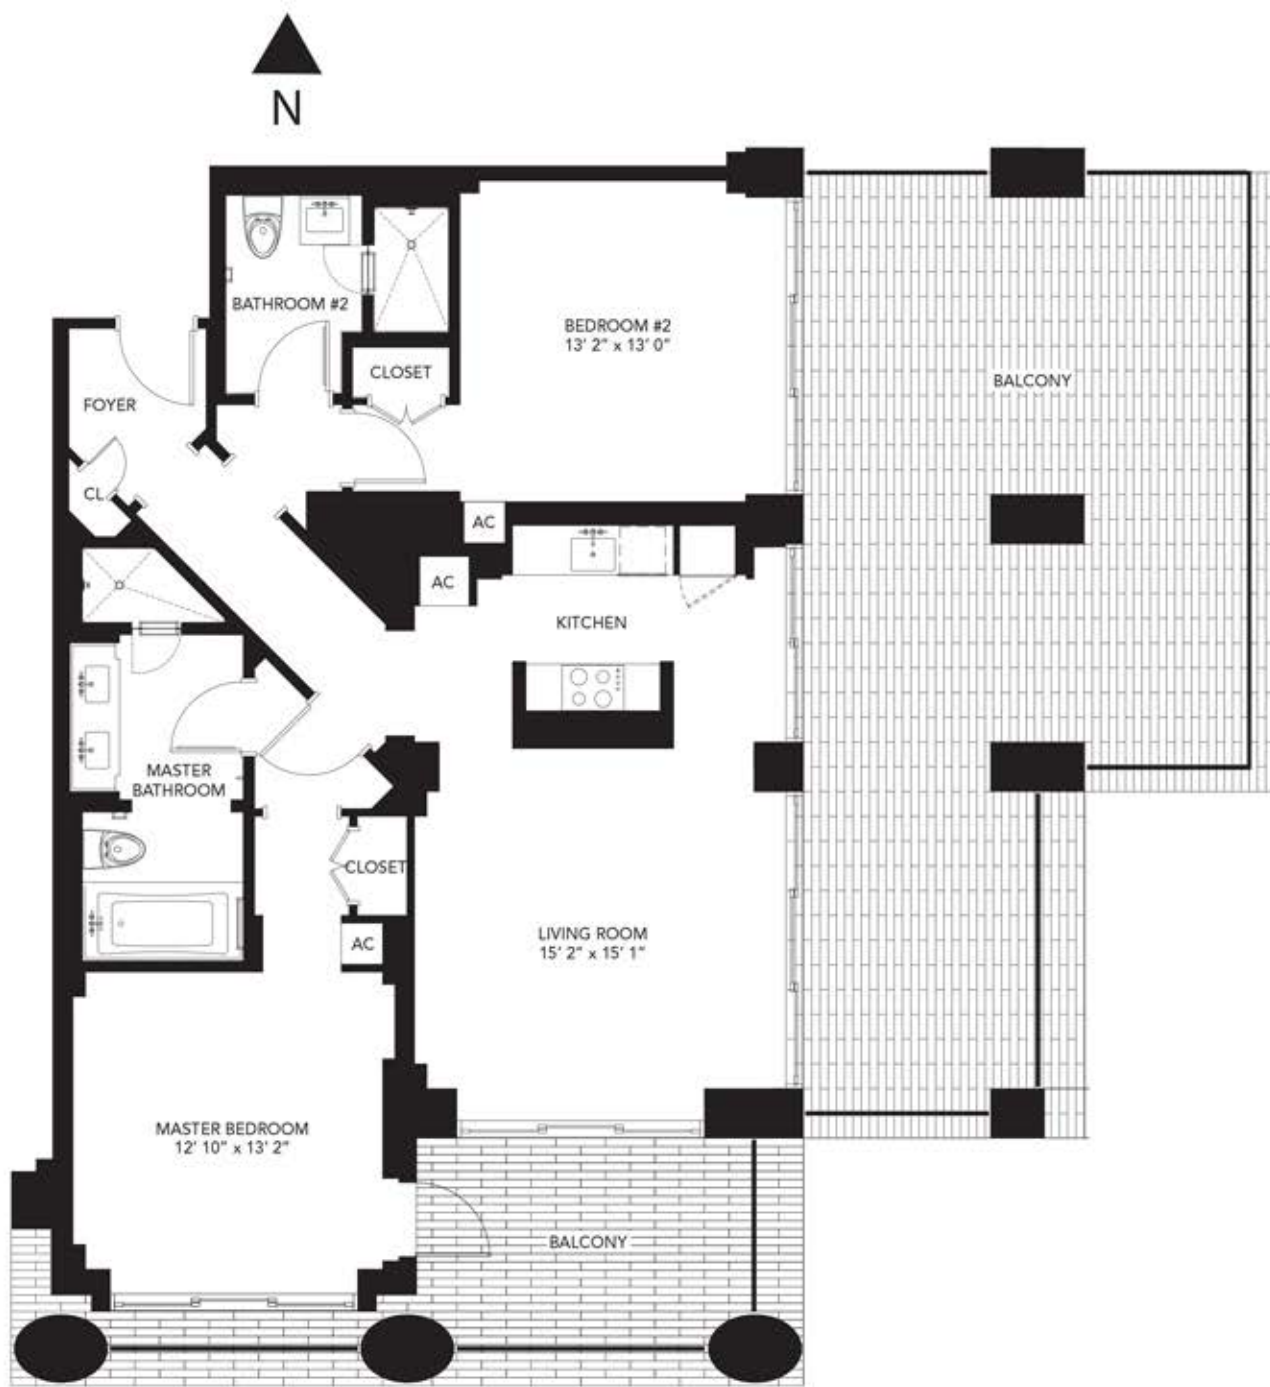 N
BATHROOM #2
BEDROOM #2
13' 2" x 13' 0"
CLOSET
BALCONY
FOYER
CL
AC
AC
KITCHEN
MASTER
BATHROOM
CLOSET
LIVING ROOM
15' 2" x 15' 1"
AC
MASTER BEDROOM
12' 10" x 13' 2"
BALCONY